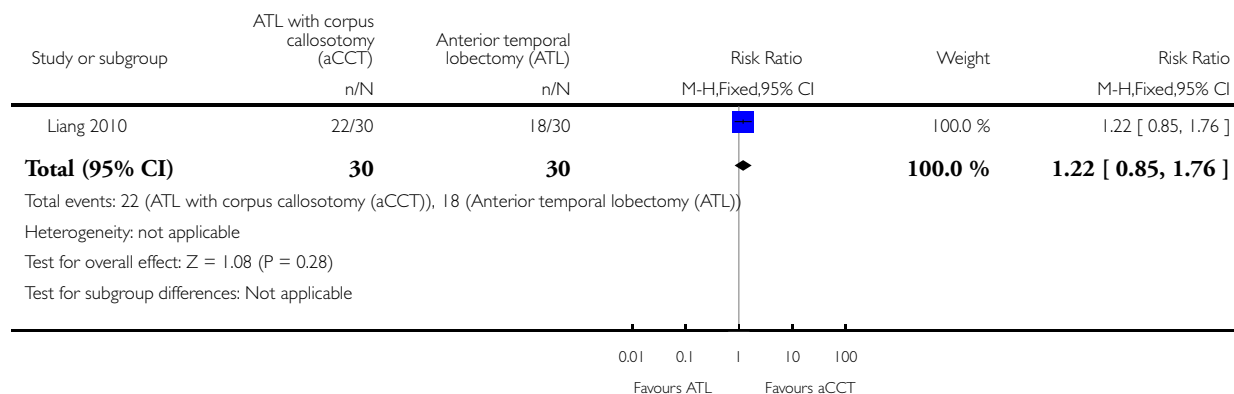 Study or subgroup ATL with corpus callosotomy (aCCT) Anterior temporal lobectomy (ATL) Risk Ratio Weight Risk Ratio
n/N n/N M-H,Fixed,95% CI M-H,Fixed,95% CI
Liang 2010 22/30 18/30 100.0 % 1.22 [ 0.85, 1.76 ]
Total (95% CI) 30 30 100.0 % 1.22 [ 0.85, 1.76 ]
Total events: 22 (ATL with corpus callosotomy (aCCT)), 18 (Anterior temporal lobectomy (ATL))
Heterogeneity: not applicable
Test for overall effect: Z = 1.08 (P = 0.28)
Test for subgroup differences: Not applicable
0.01 0.1 1 10 100
Favours ATL Favours aCCT